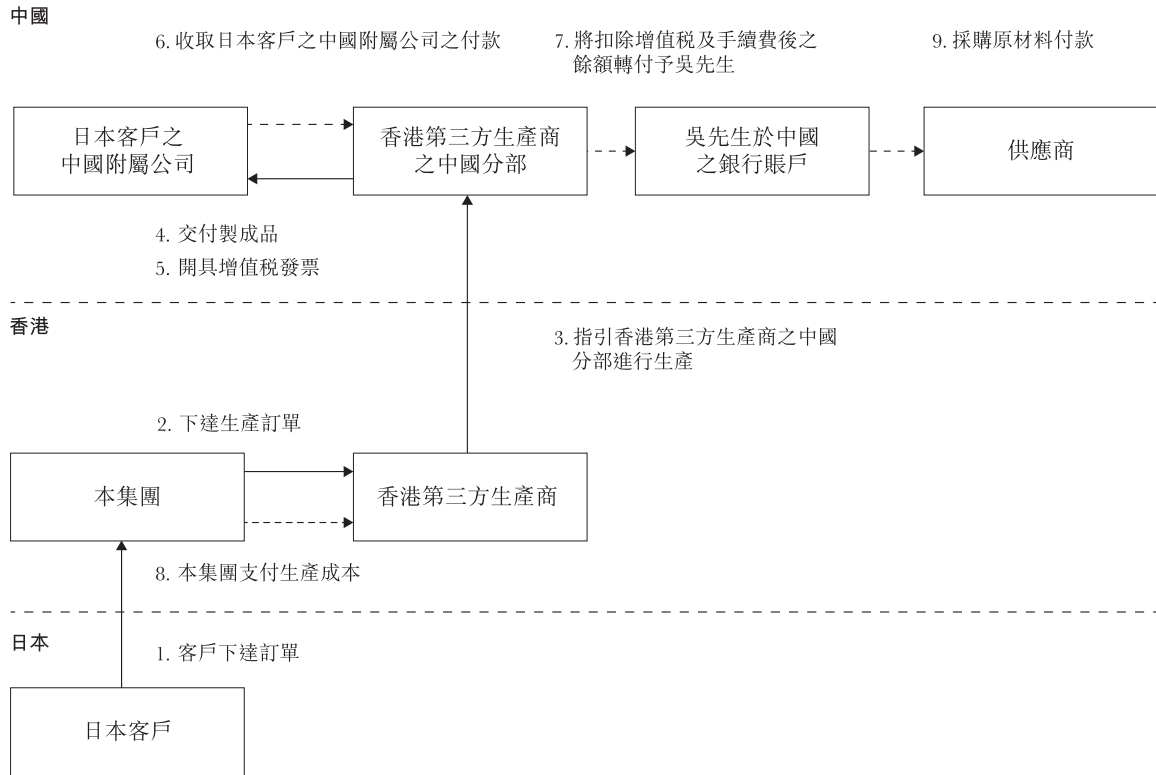 中國
6. 收取日本客戶之中國附屬公司之付款
7. 將扣除增值稅及手續費後之
餘額轉付予吳先生
9. 採購原材料付款
日本客戶之
中國附屬公司
香港第三方生產商
之中國分部
吳先生於中國
之銀行賬戶
供應商
4. 交付製成品
5. 開具增值稅發票
香港
3. 指引香港第三方生產商之中國
分部進行生產
2. 下達生產訂單
本集團
香港第三方生產商
8. 本集團支付生產成本
日本
1. 客戶下達訂單
日本客戶